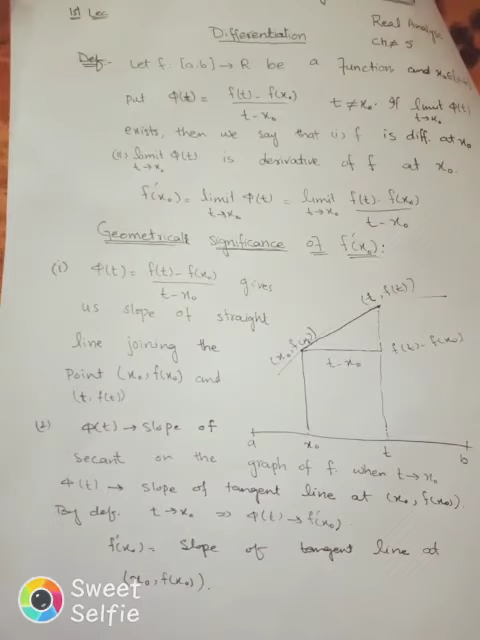 1st Lec
Real Analysis
Ch # 5
Differentiation
Def:- Let f: [a,b] → R be a function and x₀∈[a,b]
put φ(t) = f(t) - f(x₀) / t - x₀ t ≠ x₀. If limit t→x₀ φ(t)
exists, then we say that (i) f is diff. at x₀
(ii) limit t→x₀ φ(t) is derivative of f at x₀.
f'(x₀) = limit t→x₀ φ(t) = limit t→x₀ f(t) - f(x₀) / t - x₀
Geometrical significance of f'(x₀):
(i) φ(t) = f(t) - f(x₀) / t - x₀ gives
us slope of straight
line joining the
point (x₀, f(x₀) and
(t, f(t))
(t, f(t))
(x₀, f(x₀))
f(t) - f(x₀)
t - x₀
a x₀ t b
(2) φ(t) → slope of
secant on the graph of f. when t → x₀
φ(t) → slope of tangent line at (x₀, f(x₀)).
By def. t → x₀ ⇒ φ(t) → f'(x₀).
f'(x₀) = slope of tangent line at
(x₀, f(x₀)).
Sweet
Selfie